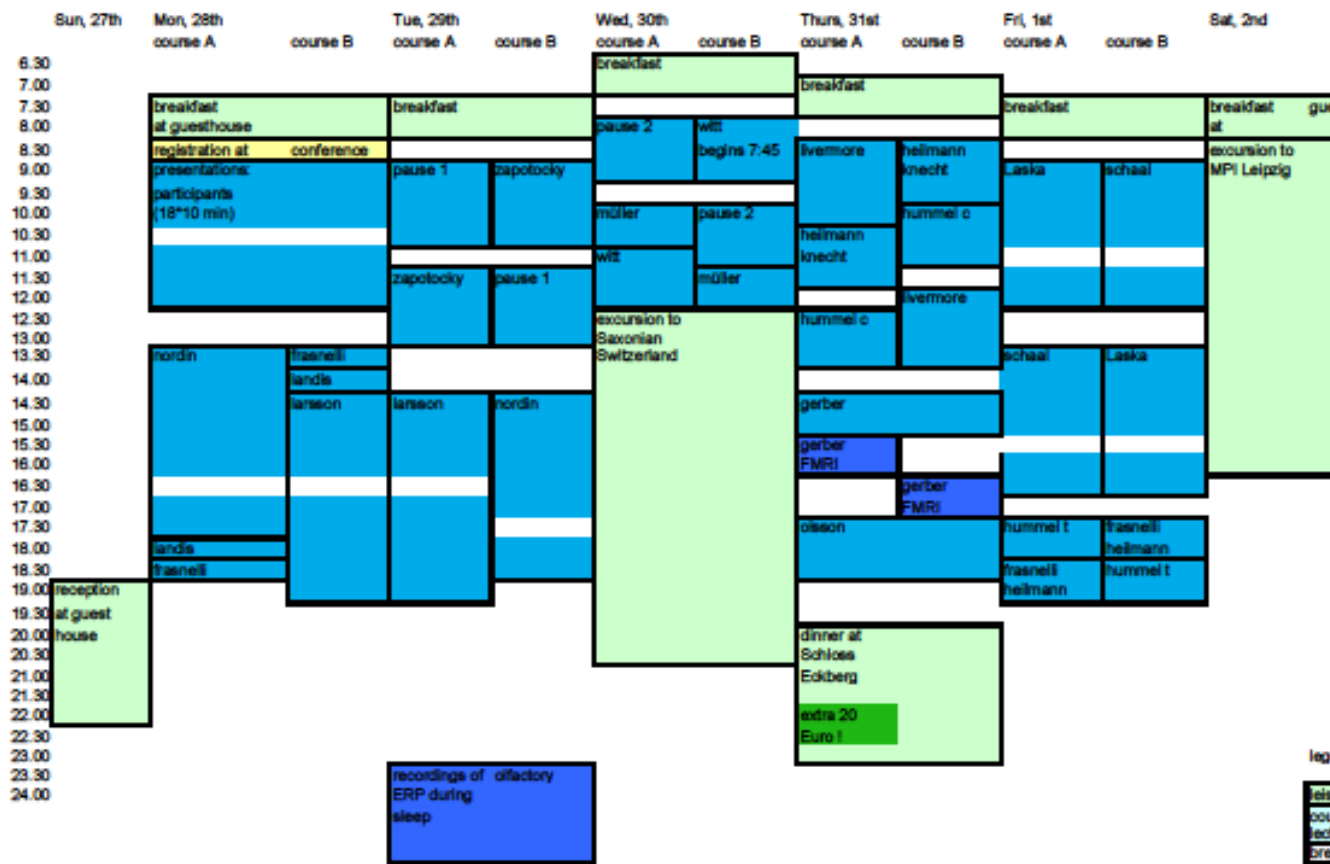 Sun, 27th Mon, 28th Tue, 29th Wed, 30th Thurs, 31st Fri, 1st Sat, 2nd
course A course B course A course B course A course B course A course B course A course B
6.30 breakfast
7.00 breakfast
7.30 breakfast breakfast breakfast breakfast
8.00 at guesthouse pause 2 witt at
8.30 registration at conference begins 7:45 livermore heilmann excursion to
9.00 presentations: pause 1 zapotocky knecht Laska schaal MPI Leipzig
9.30 participants
10.00 (18*10 min) müller pause 2 hummel c
10.30 heilmann
11.00 witt knecht
11.30 zapotocky pause 1 müller
12.00 livermore
12.30 excursion to hummel c
13.00 Saxonian
13.30 nordin frasnelli Switzerland schaal Laska
14.00 landis
14.30 larsson larsson nordin gerber
15.00
15.30 gerber
16.00 FMRI
16.30 gerber
17.00 FMRI
17.30 olsson hummel t frasnelli
18.00 landis heilmann
18.30 frasnelli frasnelli hummel t
19.00 reception heilmann
19.30 at guest
20.00 house dinner at
20.30 Schloss
21.00 Eckberg
21.30
22.00 extra 20
22.30 Euro !
23.00
23.30 recordings of olfactory
24.00 ERP during
sleep